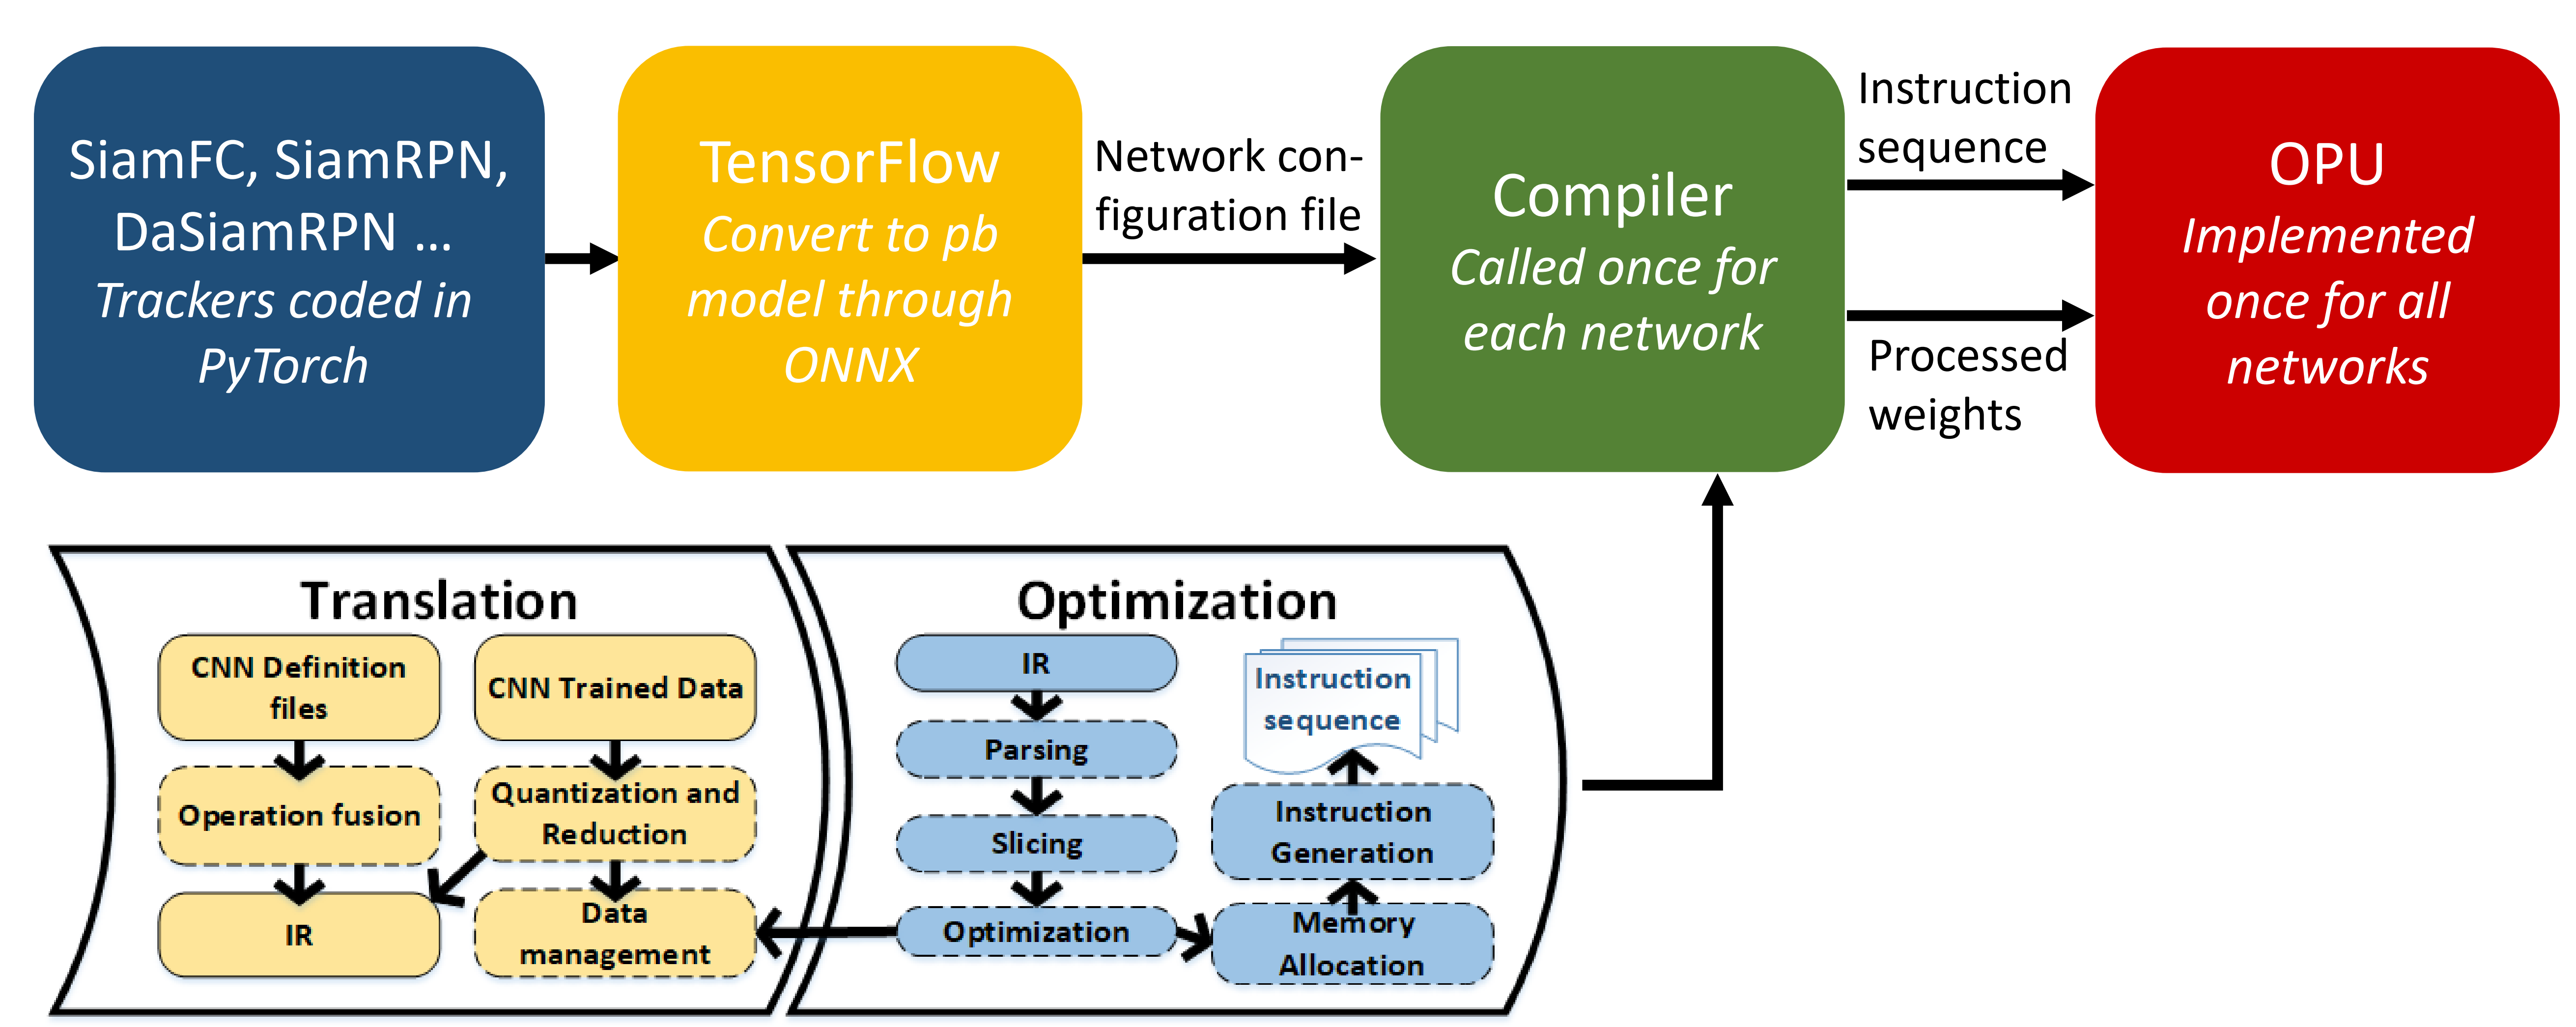 SiamFC, SiamRPN,
DaSiamRPN ...
Trackers coded in
PyTorch
TensorFlow
Convert to pb
model through
ONNX
Network con-
figuration file
Compiler
Called once for
each network
Instruction
sequence
Processed
weights
OPU
Implemented
once for all
networks
Translation
CNN Definition
files
Operation fusion
IR
CNN Trained Data
Quantization and
Reduction
Data
management
Optimization
IR
Parsing
Slicing
Optimization
Instruction
sequence
Instruction
Generation
Memory
Allocation